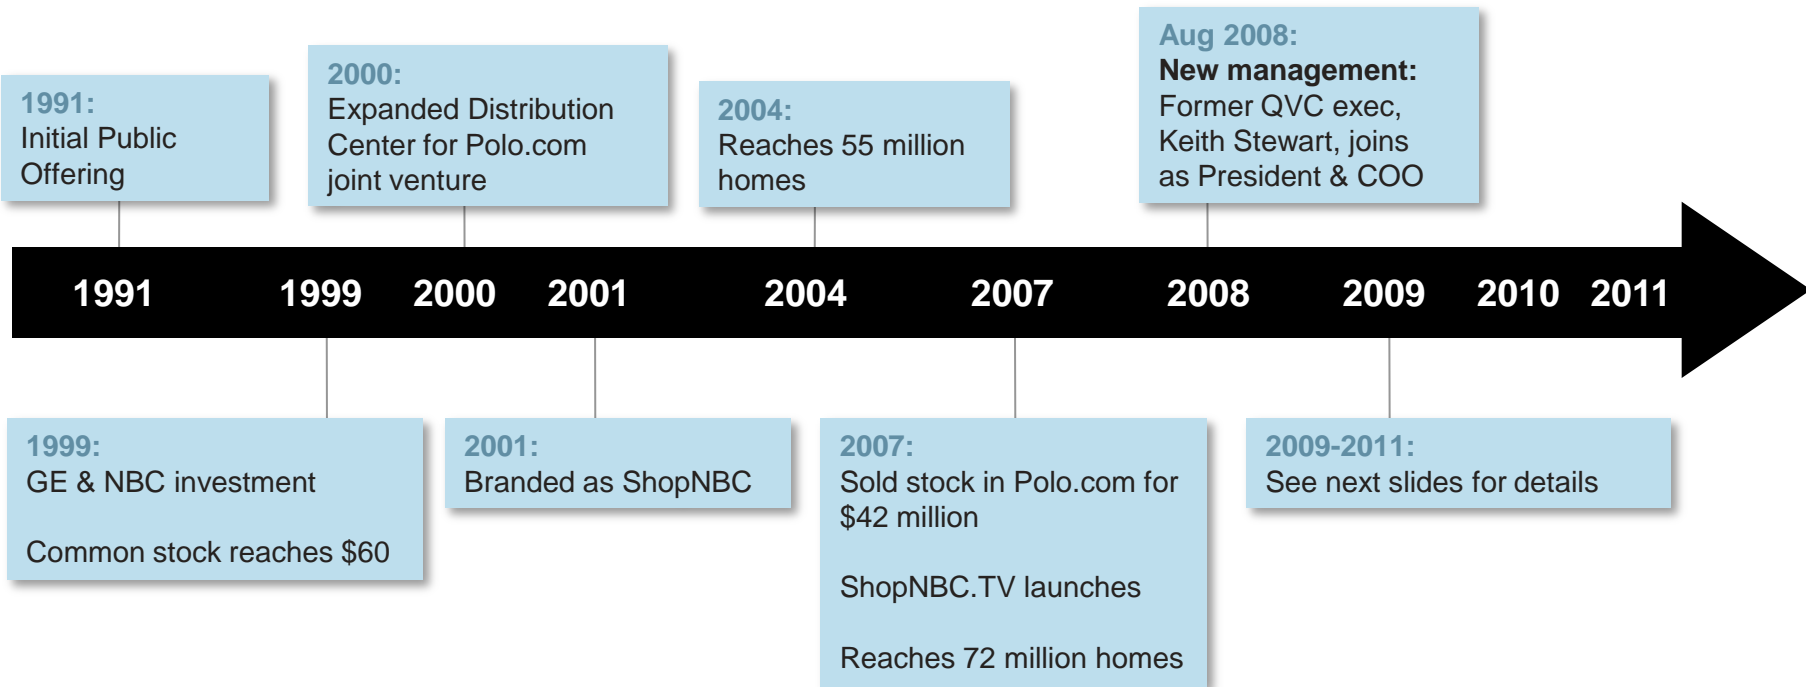 1991:
Initial Public
Offering
2000:
Expanded Distribution
Center for Polo.com
joint venture
2004:
Reaches 55 million
homes
Aug 2008:
New management:
Former QVC exec,
Keith Stewart, joins
as President & COO
1991 1999 2000 2001 2004 2007 2008 2009 2010 2011
1999:
GE & NBC investment
Common stock reaches $60
2001:
Branded as ShopNBC
2007:
Sold stock in Polo.com for
$42 million
ShopNBC.TV launches
Reaches 72 million homes
2009-2011:
See next slides for details